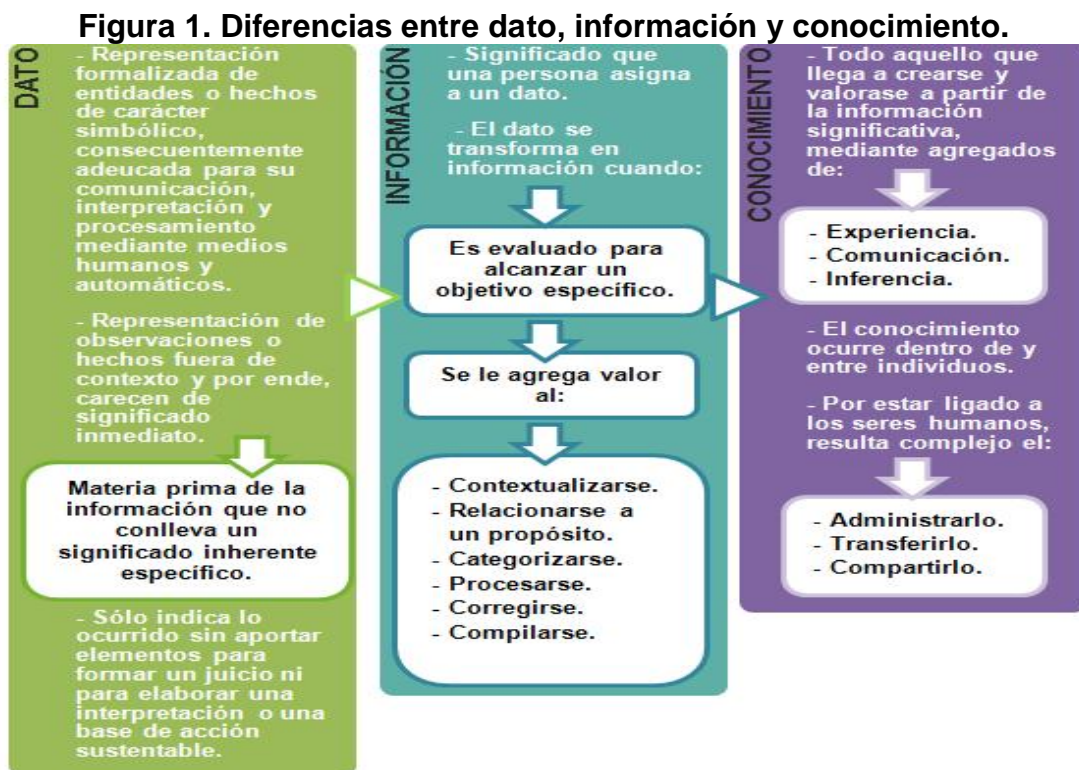 Figura 1. Diferencias entre dato, información y conocimiento.
DATO
- Representación
formalizada de
entidades o hechos
de carácter
simbólico,
consecuentemente
adeucada para su
comunicación,
interpretación y
procesamiento
mediante medios
humanos y
automáticos.
- Representación de
observaciones o
hechos fuera de
contexto y por ende,
carecen de
significado
inmediato.
Materia prima de la
información que no
conlleva un
significado inherente
específico.
- Sólo indica lo
ocurrido sin aportar
elementos para
formar un juicio ni
para elaborar una
interpretación o una
base de acción
sustentable.
INFORMACIÓN
- Significado que
una persona asigna
a un dato.
- El dato se
transforma en
información cuando:
Es evaluado para
alcanzar un
objetivo específico.
Se le agrega valor
al:
- Contextualizarse.
- Relacionarse a
un propósito.
- Categorizarse.
- Procesarse.
- Corregirse.
- Compilarse.
CONOCIMIENTO
- Todo aquello que
llega a crearse y
valorase a partir de
la información
significativa,
mediante agregados
de:
- Experiencia.
- Comunicación.
- Inferencia.
- El conocimiento
ocurre dentro de y
entre individuos.
- Por estar ligado a
los seres humanos,
resulta complejo el:
- Administrarlo.
- Transferirlo.
- Compartirlo.